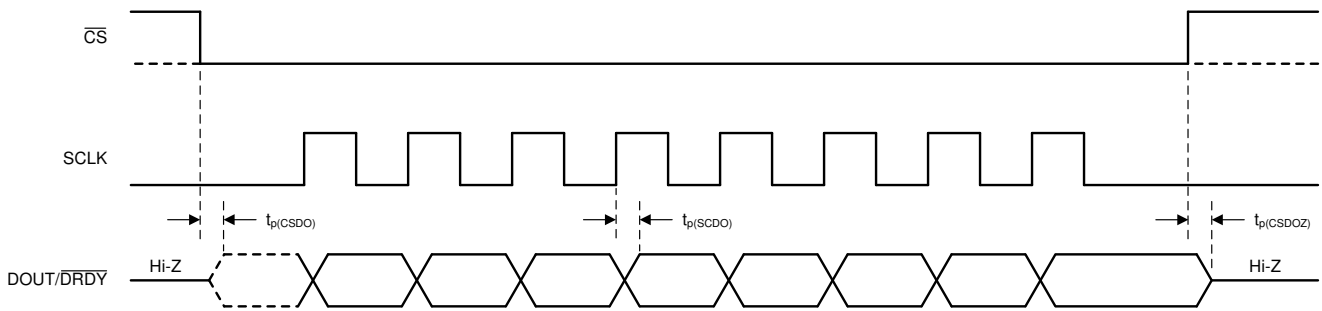 CS
SCLK
tp(CSDO)
tp(SCDO)
tp(CSDOZ)
DOUT/DRDY
Hi-Z
Hi-Z